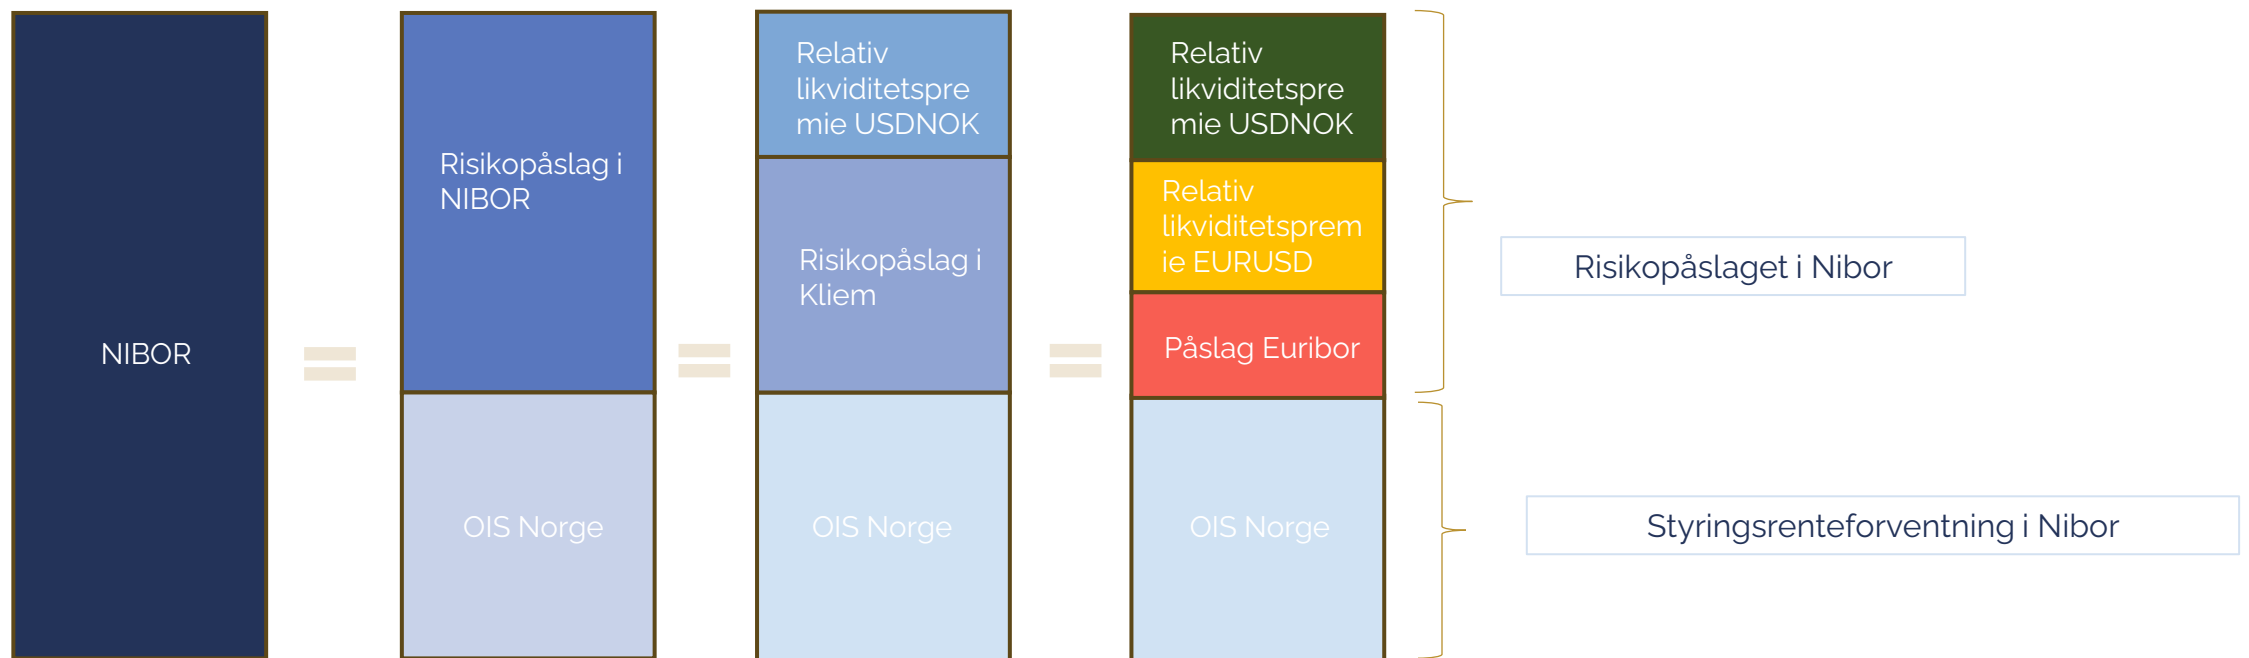 NIBOR
Risikopåslag i
NIBOR
OIS Norge
Relativ
likviditetspre
mie USDNOK
Risikopåslag i
Kliem
OIS Norge
Relativ
likviditetspre
mie USDNOK
Relativ
likviditetsprem
ie EURUSD
Påslag Euribor
OIS Norge
Risikopåslaget i Nibor
Styringsrenteforventning i Nibor